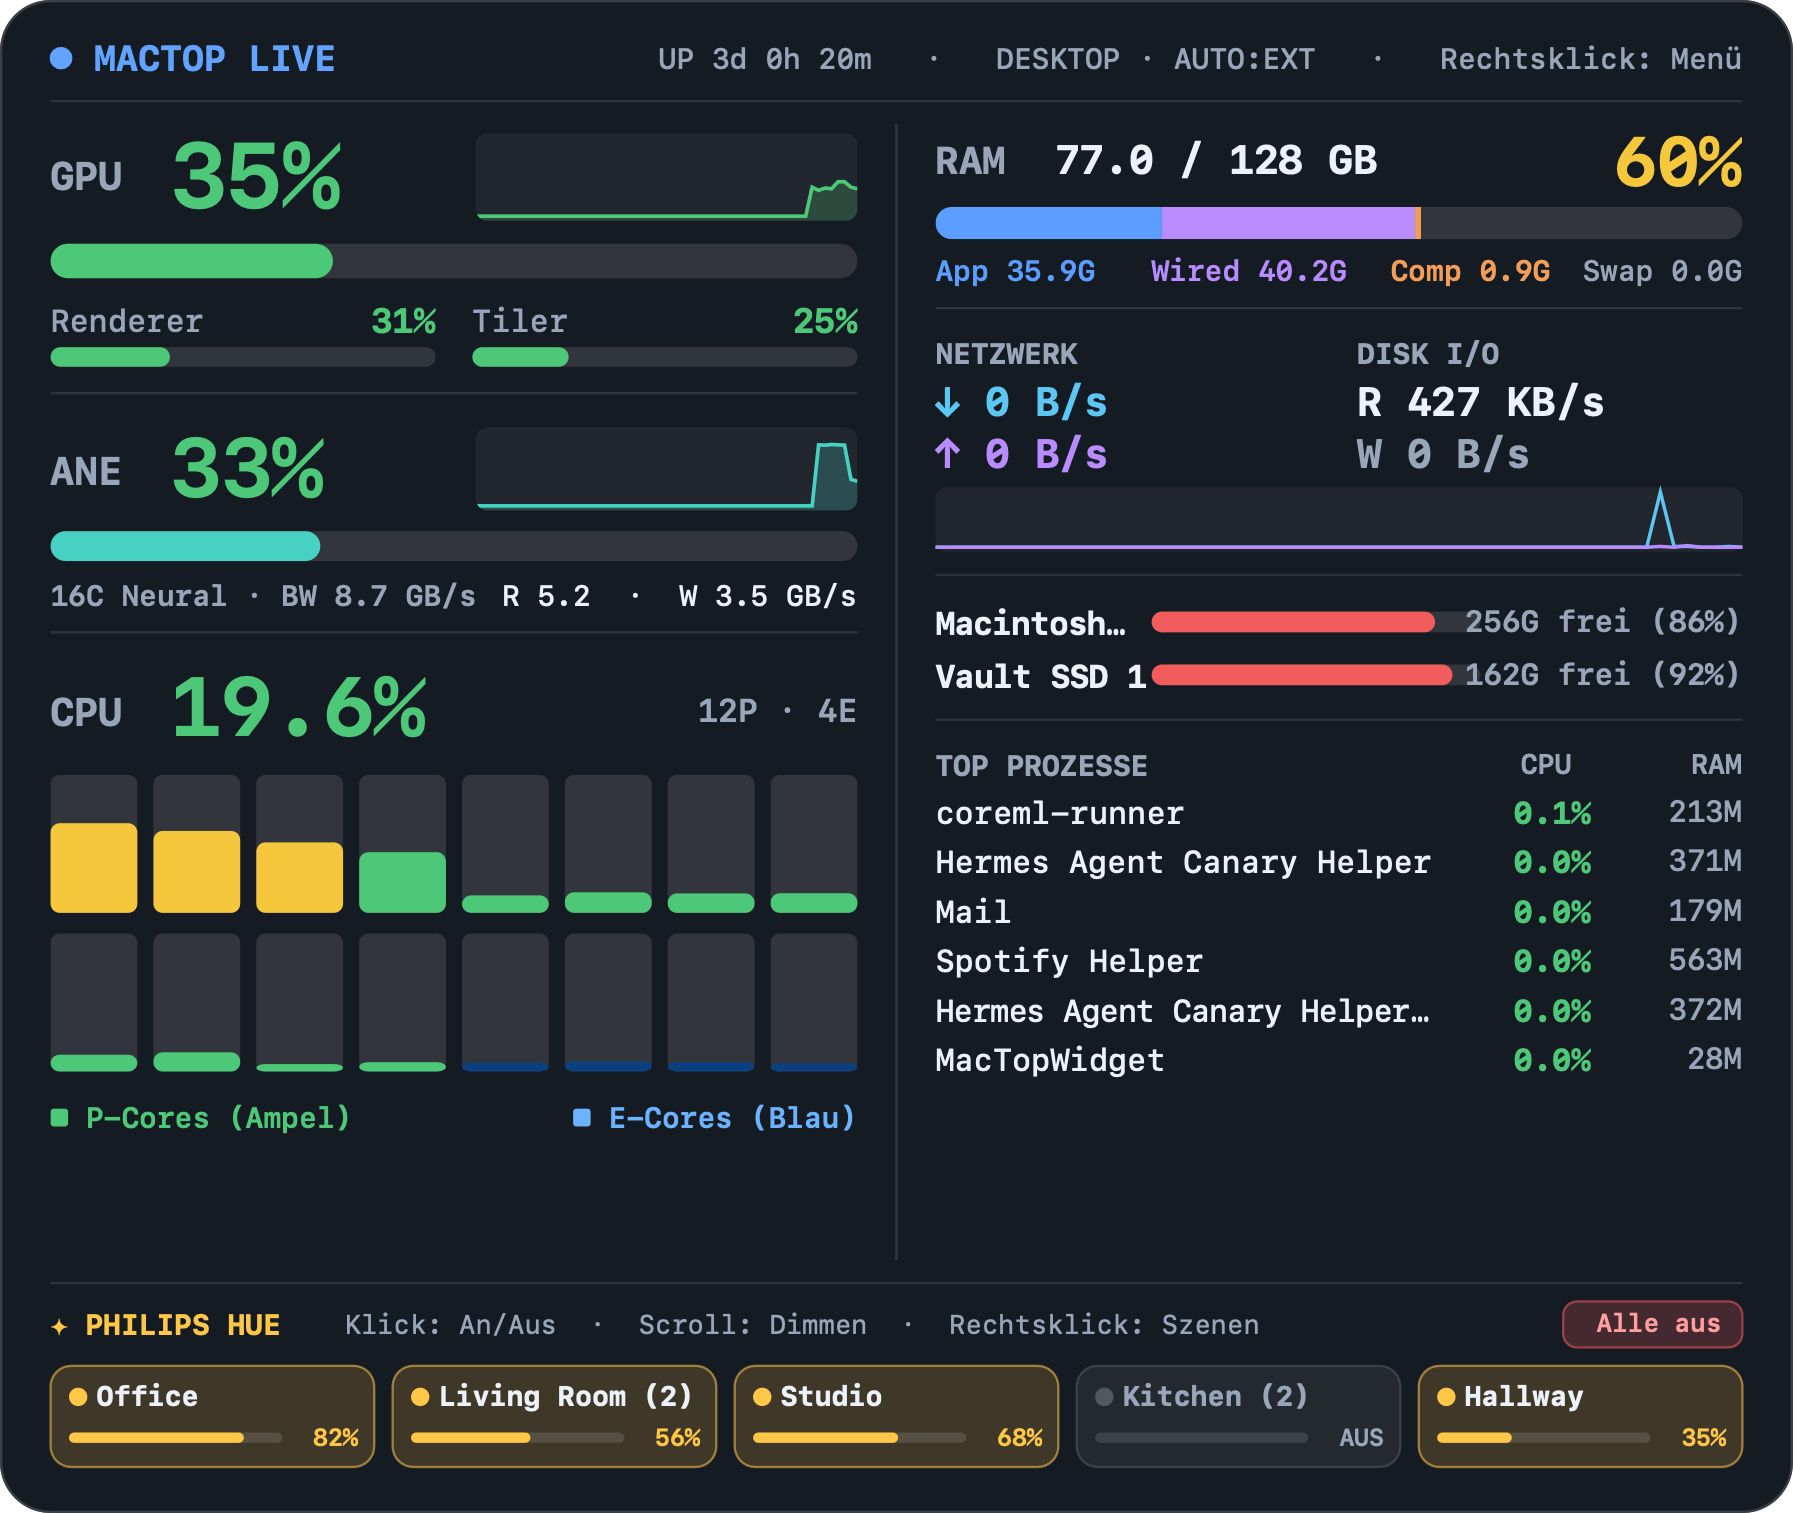 MACTOP LIVE UP 3d 0h 20m · DESKTOP · AUTO:EXT · Rechtsklick: Menü
GPU 35%
Renderer 31% Tiler 25%
ANE 33%
16C Neural · BW 8.7 GB/s R 5.2 · W 3.5 GB/s
CPU 19.6% 12P · 4E
P–Cores (Ampel) E–Cores (Blau)
RAM 77.0 / 128 GB 60%
App 35.9G Wired 40.2G Comp 0.9G Swap 0.0G
NETZWERK DISK I/O
↓ 0 B/s R 427 KB/s
↑ 0 B/s W 0 B/s
Macintosh… 256G frei (86%)
Vault SSD 1 162G frei (92%)
TOP PROZESSE CPU RAM
coreml–runner 0.1% 213M
Hermes Agent Canary Helper 0.0% 371M
Mail 0.0% 179M
Spotify Helper 0.0% 563M
Hermes Agent Canary Helper… 0.0% 372M
MacTopWidget 0.0% 28M
✦ PHILIPS HUE Klick: An/Aus · Scroll: Dimmen · Rechtsklick: Szenen Alle aus
Office Living Room (2) Studio Kitchen (2) Hallway
82% 56% 68% AUS 35%